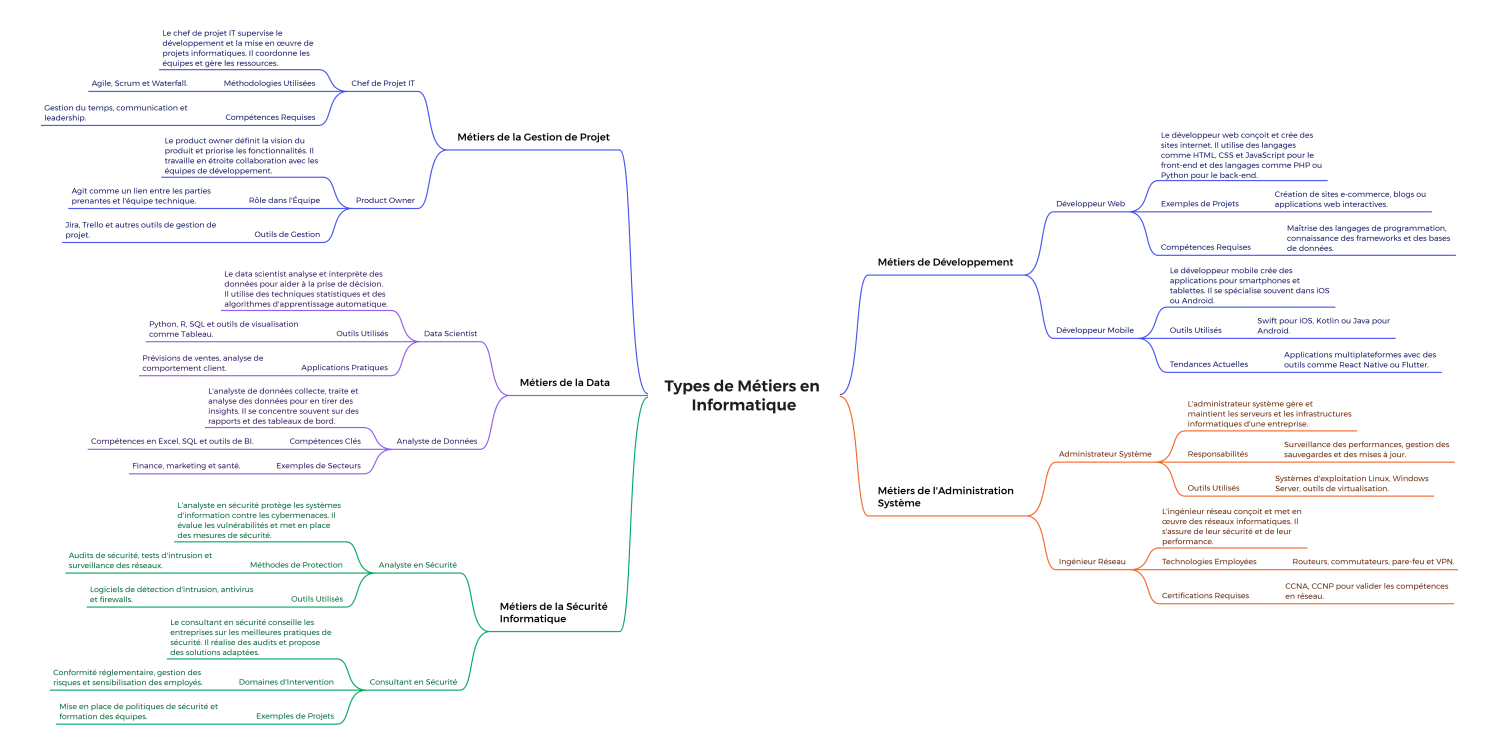 Types de Métiers en
Informatique
Métiers de la Gestion de Projet
Chef de Projet IT
Le chef de projet IT supervise le
développement et la mise en œuvre de
projets informatiques. Il coordonne les
équipes et gère les ressources.
Méthodologies Utilisées
Agile, Scrum et Waterfall.
Compétences Requises
Gestion du temps, communication et
leadership.
Product Owner
Le product owner définit la vision du
produit et priorise les fonctionnalités. Il
travaille en étroite collaboration avec les
équipes de développement.
Rôle dans l'Équipe
Agit comme un lien entre les parties
prenantes et l'équipe technique.
Outils de Gestion
Jira, Trello et autres outils de gestion de
projet.
Métiers de la Data
Data Scientist
Le data scientist analyse et interprète des
données pour aider à la prise de décision.
Il utilise des techniques statistiques et des
algorithmes d'apprentissage automatique.
Outils Utilisés
Python, R, SQL et outils de visualisation
comme Tableau.
Applications Pratiques
Prévisions de ventes, analyse de
comportement client.
Analyste de Données
L'analyste de données collecte, traite et
analyse des données pour en tirer des
insights. Il se concentre souvent sur des
rapports et des tableaux de bord.
Compétences Clés
Compétences en Excel, SQL et outils de BI.
Exemples de Secteurs
Finance, marketing et santé.
Métiers de la Sécurité
Informatique
Analyste en Sécurité
L'analyste en sécurité protège les systèmes
d'information contre les cybermenaces. Il
évalue les vulnérabilités et met en place
des mesures de sécurité.
Méthodes de Protection
Audits de sécurité, tests d'intrusion et
surveillance des réseaux.
Outils Utilisés
Logiciels de détection d'intrusion, antivirus
et firewalls.
Consultant en Sécurité
Le consultant en sécurité conseille les
entreprises sur les meilleures pratiques de
sécurité. Il réalise des audits et propose
des solutions adaptées.
Domaines d'Intervention
Conformité réglementaire, gestion des
risques et sensibilisation des employés.
Exemples de Projets
Mise en place de politiques de sécurité et
formation des équipes.
Métiers de Développement
Développeur Web
Le développeur web conçoit et crée des
sites internet. Il utilise des langages
comme HTML, CSS et JavaScript pour le
front-end et des langages comme PHP ou
Python pour le back-end.
Exemples de Projets
Création de sites e-commerce, blogs ou
applications web interactives.
Compétences Requises
Maîtrise des langages de programmation,
connaissance des frameworks et des bases
de données.
Développeur Mobile
Le développeur mobile crée des
applications pour smartphones et
tablettes. Il se spécialise souvent dans iOS
ou Android.
Outils Utilisés
Swift pour iOS, Kotlin ou Java pour
Android.
Tendances Actuelles
Applications multiplateformes avec des
outils comme React Native ou Flutter.
Métiers de l'Administration
Système
Administrateur Système
L'administrateur système gère et
maintient les serveurs et les infrastructures
informatiques d'une entreprise.
Responsabilités
Surveillance des performances, gestion des
sauvegardes et des mises à jour.
Outils Utilisés
Systèmes d'exploitation Linux, Windows
Server, outils de virtualisation.
Ingénieur Réseau
L'ingénieur réseau conçoit et met en
œuvre des réseaux informatiques. Il
s'assure de leur sécurité et de leur
performance.
Technologies Employées
Routeurs, commutateurs, pare-feu et VPN.
Certifications Requises
CCNA, CCNP pour valider les compétences
en réseau.